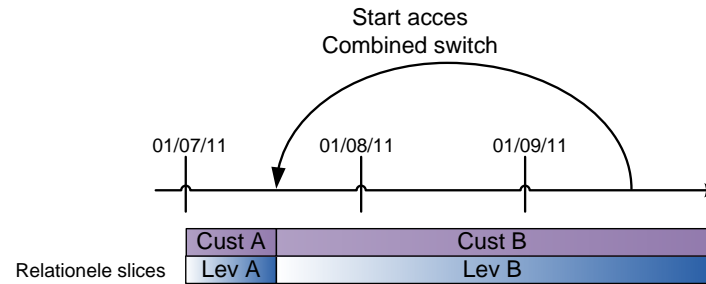 Start acces
Combined switch
01/07/11 01/08/11 01/09/11
Cust A Cust B
Relationele slices Lev A Lev B